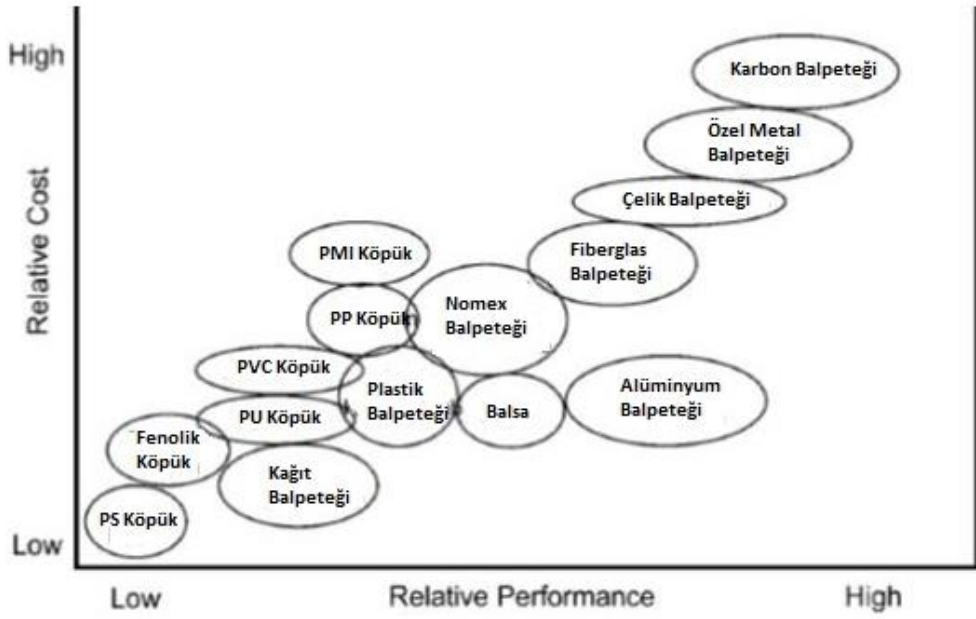 High
Karbon Balpeteği
Özel Metal
Balpeteği
Çelik Balpeteği
PMI Köpük
Fiberglas
Balpeteği
Relative Cost
PP Köpük
Nomex
Balpeteği
PVC Köpük
Plastik
Balpeteği
Alüminyum
Balpeteği
PU Köpük
Balsa
Fenolik
Köpük
Kağıt
Balpeteği
PS Köpük
Low
Low
Relative Performance
High